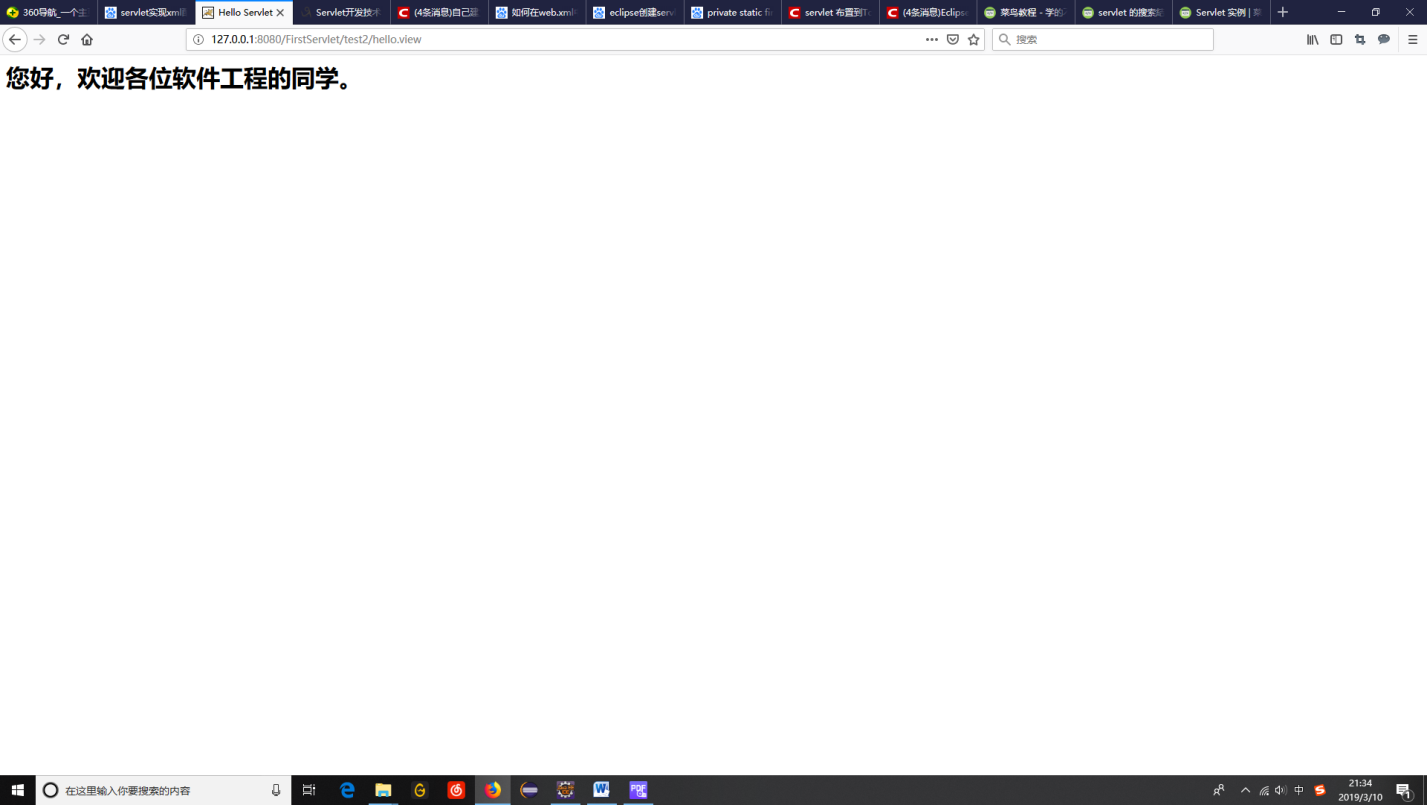 360导航_一个主
servlet实现xml
Hello Servlet
Servlet开发技术
(4条消息)自己建
如何在web.xml
eclipse创建serv
private static fi
servlet 布置到To
(4条消息)Eclipse
菜鸟教程 - 学的
servlet 的搜索结
Servlet 实例 | 菜
127.0.0.1:8080/FirstServlet/test2/hello.view
搜索
您好，欢迎各位软件工程的同学。
在这里输入你要搜索的内容
中
21:34
2019/3/10
1